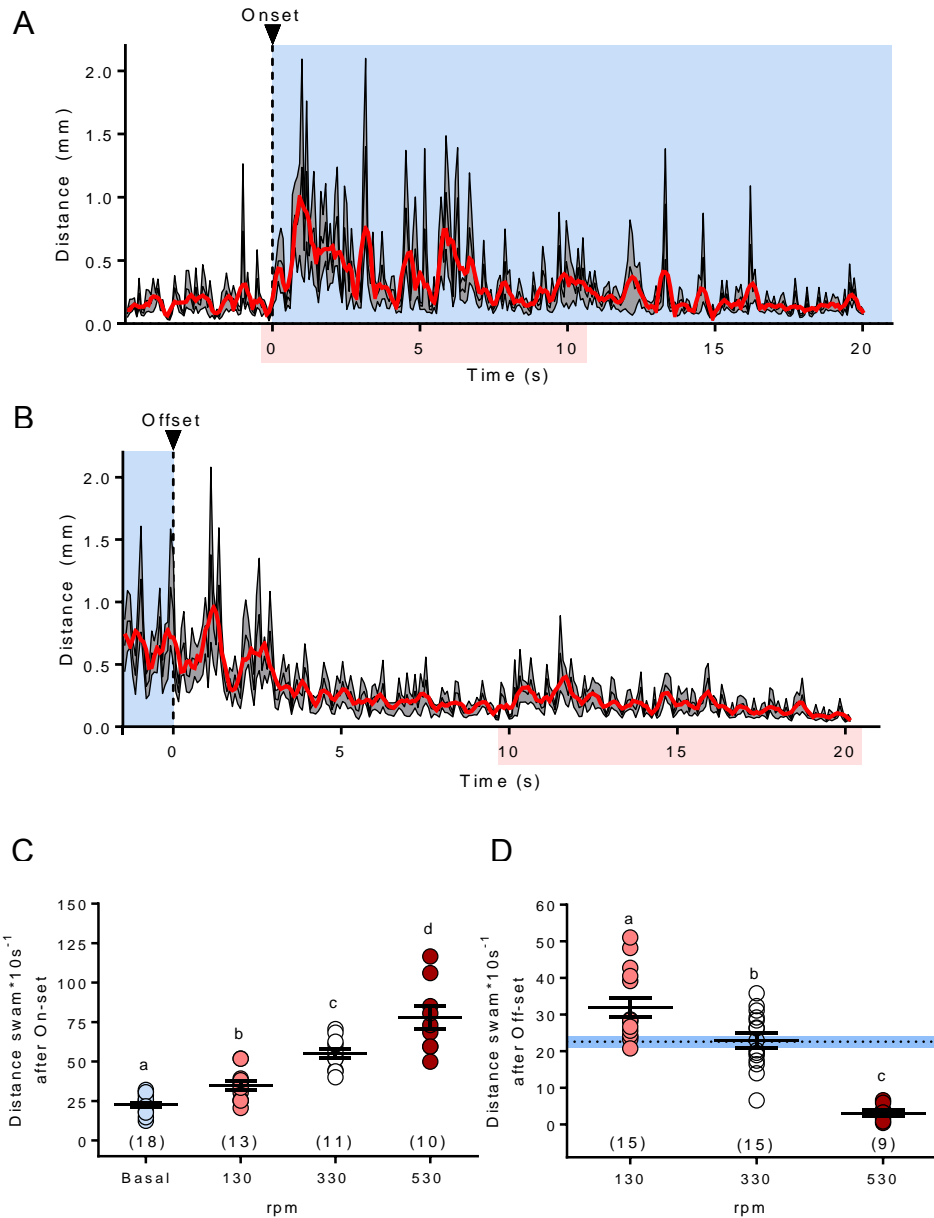 A
Onset
Distance (mm)
2.0
1.5
1.0
0.5
0.0
0 5 10 15 20
Time (s)
B
Offset
Distance (mm)
2.0
1.5
1.0
0.5
0.0
0 5 10 15 20
Time (s)
C
Distance swam*10s⁻¹
after On-set
150
125
100
75
50
25
0
a b c d
(18) (13) (11) (10)
Basal 130 330 530
rpm
D
Distance swam*10s⁻¹
after Off-set
60
50
40
30
20
10
0
a b c
(15) (15) (9)
130 330 530
rpm